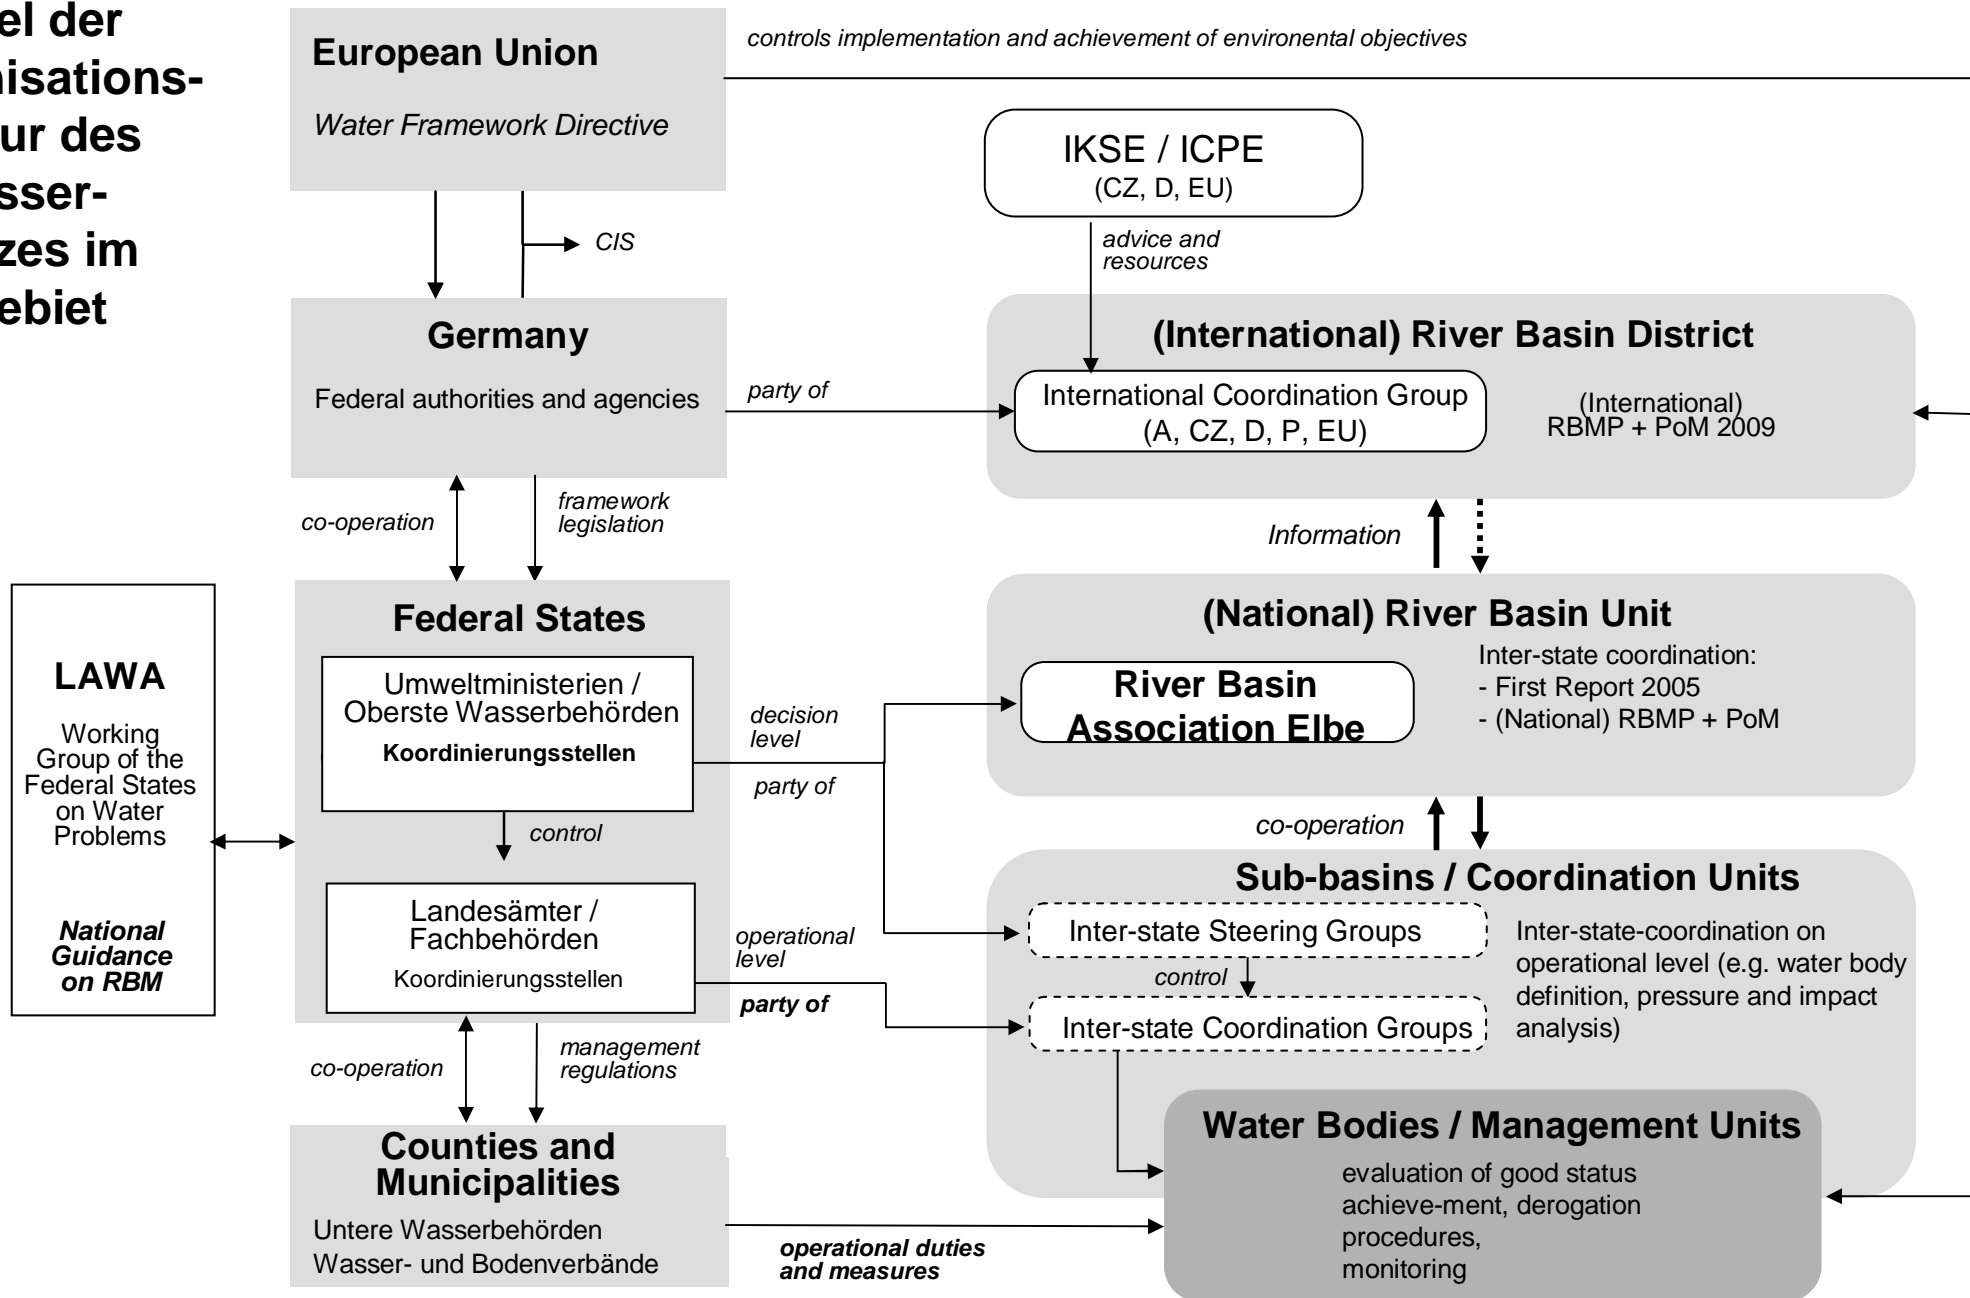 el der
nisations-
ur des
sser-
zes im
ebiet
European Union
Water Framework Directive
controls implementation and achievement of environental objectives
IKSE / ICPE
(CZ, D, EU)
CIS
advice and
resources
Germany
Federal authorities and agencies
party of
(International) River Basin District
International Coordination Group
(A, CZ, D, P, EU)
(International)
RBMP + PoM 2009
co-operation
framework
legislation
Information
LAWA
Working
Group of the
Federal States
on Water
Problems
National
Guidance
on RBM
Federal States
Umweltministerien /
Oberste Wasserbehörden
Koordinierungsstellen
control
Landesämter /
Fachbehörden
Koordinierungsstellen
decision
level
party of
operational
level
party of
(National) River Basin Unit
River Basin
Association Elbe
Inter-state coordination:
- First Report 2005
- (National) RBMP + PoM
co-operation
Sub-basins / Coordination Units
Inter-state Steering Groups
control
Inter-state Coordination Groups
Inter-state-coordination on
operational level (e.g. water body
definition, pressure and impact
analysis)
co-operation
management
regulations
Counties and
Municipalities
Untere Wasserbehörden
Wasser- und Bodenverbände
operational duties
and measures
Water Bodies / Management Units
evaluation of good status
achieve-ment, derogation
procedures,
monitoring